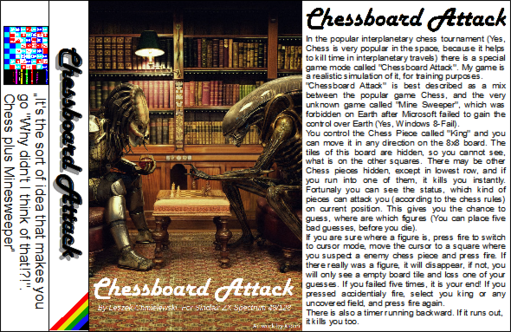 „It's the sort of idea that makes you
go "Why didn't I think of that!?!".
Chess plus Minesweeper"
Chessboard Attack
Chessboard Attack
by Leszek Chmielewski. For Sinclair ZX Spectrum 48/128
Chessboard Attack
In the popular interplanetary chess tournament (Yes,
Chess is very popular in the space, because it helps
to kill time in interplanetary travels) there is a special
game mode called "Chessboard Attack". My game is
a realistic simulation of it, for training purposes.
"Chessboard Attack" is best described as a mix
between the popular game Chess, and the very
unknown game called "Mine Sweeper", which was
forbidden on Earth after Microsoft failed to gain the
control over Earth (Yes, Windows 8-Fail).
You control the Chess Piece called "King" and you
can move it in any direction on the 8x8 board. The
tiles of this board are hidden, so you cannot see,
what is on the other squares. There may be other
Chess pieces hidden, except in lowest row, and if
you run into one of them, it kills you instantly.
Fortunaly you can see the status, which kind of
pieces can attack you (according to the chess rules)
on current position. This gives you the chance to
guess, where are which figures (You can place five
bad guesses, before you die).
If you are sure where a figure is, press fire to switch
to cursor mode, move the cursor to a square where
you suspect a enemy chess piece and press fire. If
there really was a figure, it will disappear, if not, you
will only see a empty board tile and loss one of your
guesses. If you failed five times, it is your end! If you
pressed accidentially fire, select you king or any
uncovered field, and press fire again.
There is also a timer running backward. If it runs out,
it kills you too.